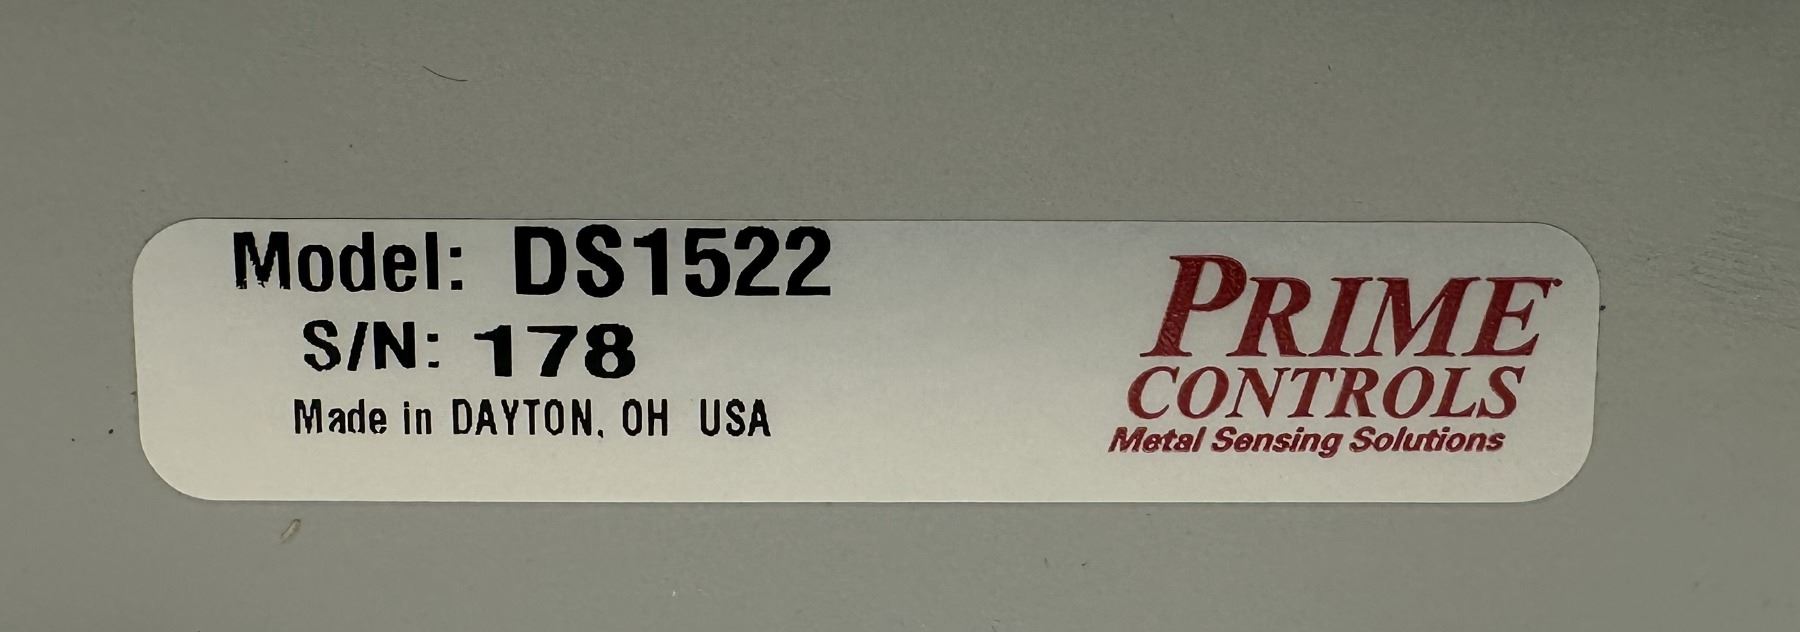 Model: DS1522
S/N: 178
Made in DAYTON, OH USA
PRIME
CONTROLS
Metal Sensing Solutions